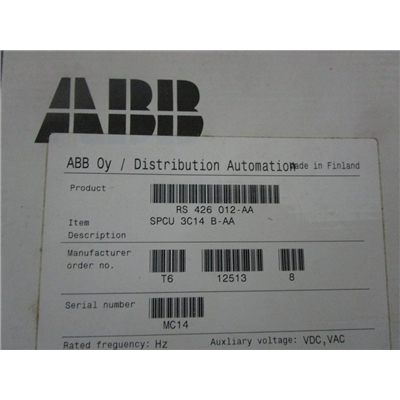 ABB
ABB Oy / Distribution Automation Made in Finland
Product
RS 426 012-AA
Item SPCU 3C14 B-AA
Description
Manufacturer
order no. T6 12513 8
Serial number
MC14
Rated frequency: Hz Auxliary voltage: VDC,VAC